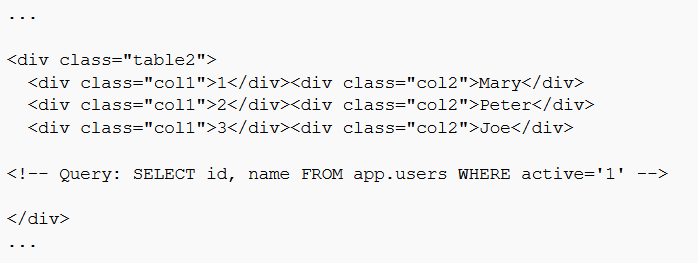 ...
<div class="table2">
  <div class="col1">1</div><div class="col2">Mary</div>
  <div class="col1">2</div><div class="col2">Peter</div>
  <div class="col1">3</div><div class="col2">Joe</div>
<!-- Query: SELECT id, name FROM app.users WHERE active='1' -->
</div>
...